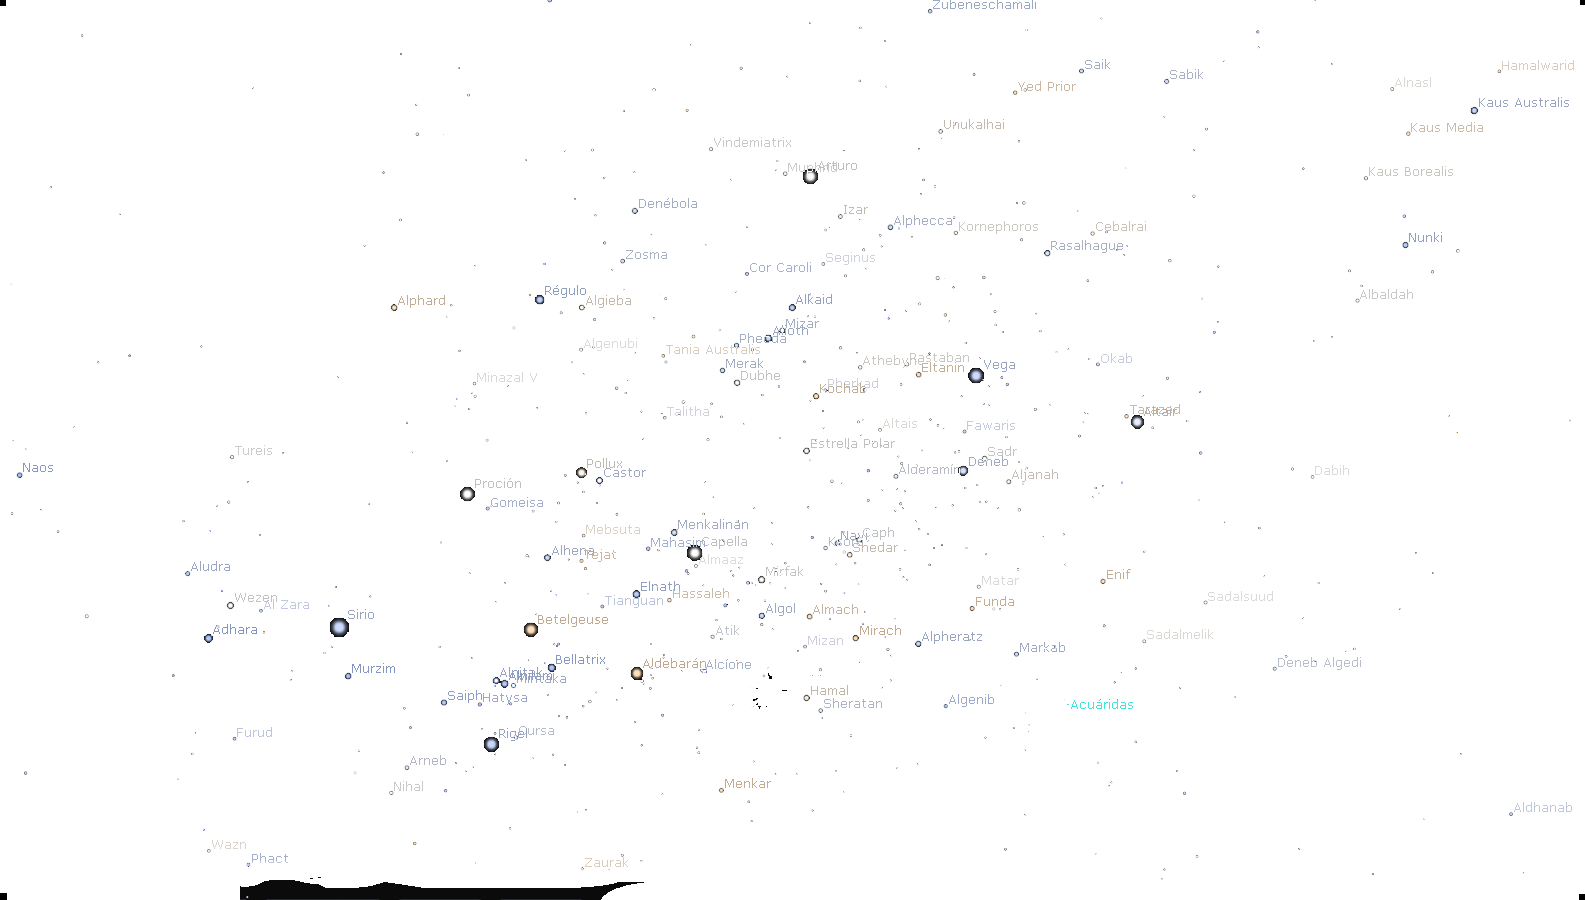 Zubeneschamali
Saik
Hamalwarid
Sabik
Alnasl
Yed Prior
Kaus Australis
Unukalhai
Kaus Media
Vindemiatrix
Arturo
Kaus Borealis
Denébola
Izar
Alphecca
Kornephoros
Cebalrai
Nunki
Rasalhague
Zosma
Seginus
Cor Caroli
Régulo
Albaldah
Alphard
Algieba
Alkaid
Mizar
Phecda
Algenubi
Tania Australis
Rastaban
Okab
Merak
Eltanin
Vega
Minazal V
Dubhe
Pherkad
Kochab
Talitha
Tarazed
Altair
Altais
Fawaris
Estrella Polar
Tureis
Sadr
Pollux
Deneb
Naos
Castor
Alderamin
Aljanah
Dabih
Proción
Gomeisa
Menkalinan
Mebsuta
Navi
Caph
Mahasim
Capella
Shedar
Alhena
Tejat
Almaaz
Aludra
Mirfak
Enif
Matar
Elnath
Hassaleh
Wezen
Al Zara
Tianguan
Funda
Sadalsuud
Sirio
Algol
Almach
Betelgeuse
Adhara
Atik
Mirach
Alpheratz
Sadalmelik
Mizan
Markab
Bellatrix
Aldebarán
Alcíone
Deneb Algedi
Murzim
Alnitak
Mintaka
Saiph
Hatysa
Hamal
Algenib
Sheratan
Acuáridas
Furud
Rigel
Cursa
Arneb
Nihal
Menkar
Aldhanab
Wazn
Phact
Zaurak